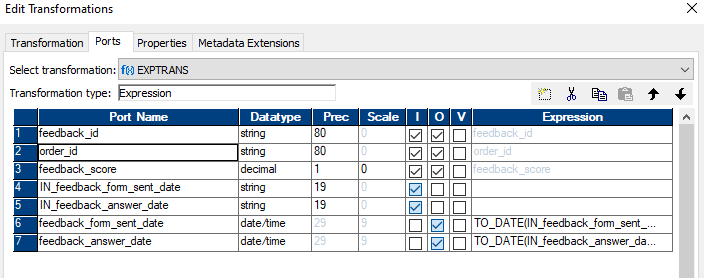 Edit Transformations
Transformation Ports Properties Metadata Extensions
Select transformation: f(x) EXPTRANS
Transformation type: Expression
Port Name Datatype Prec Scale I O V Expression
1 feedback_id string 80 0 feedback_id
2 order_id string 80 0 order_id
3 feedback_score decimal 1 0 feedback_score
4 IN_feedback_form_sent_date string 19 0
5 IN_feedback_answer_date string 19 0
6 feedback_form_sent_date date/time 29 9 TO_DATE(IN_feedback_form_sent_...
7 feedback_answer_date date/time 29 9 TO_DATE(IN_feedback_answer_da...